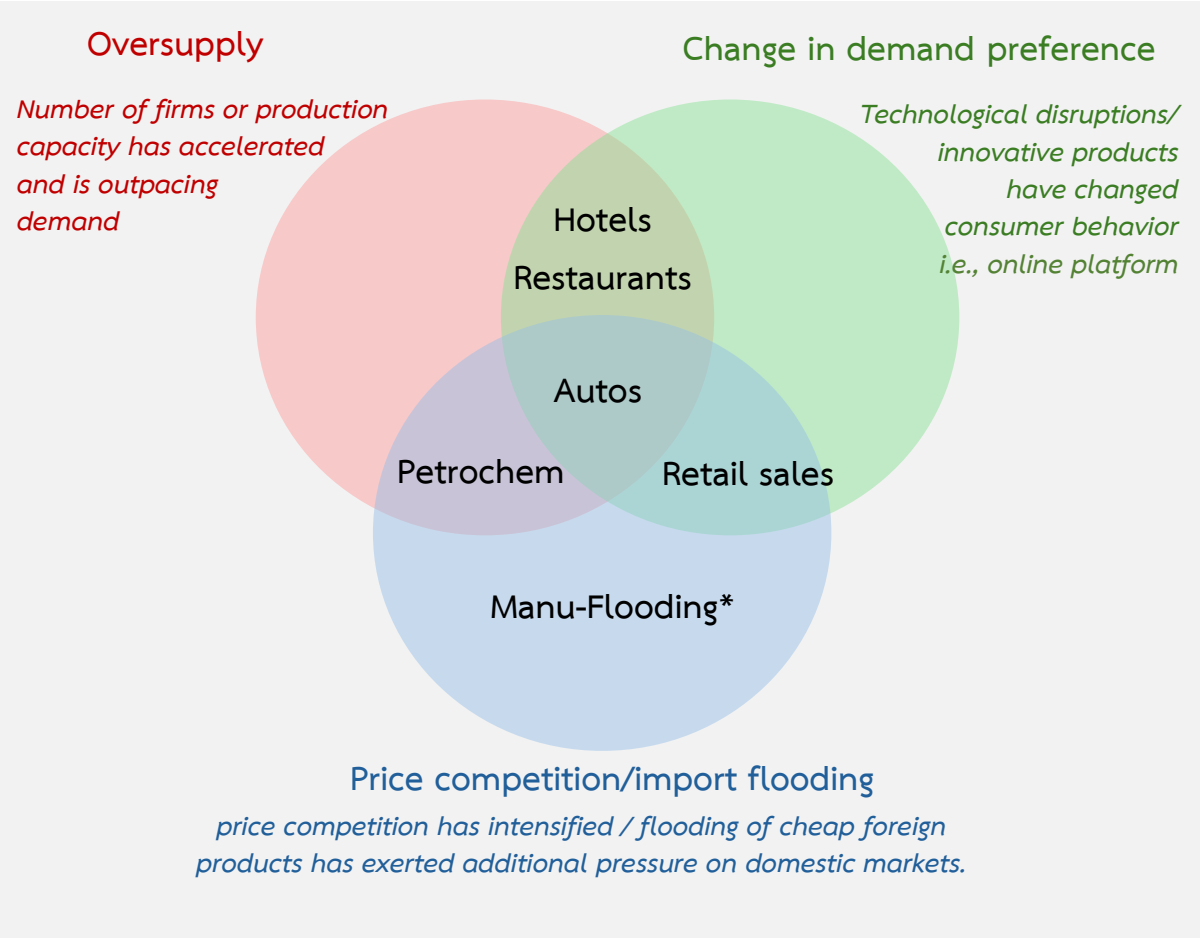 Oversupply
Number of firms or production
capacity has accelerated
and is outpacing
demand
Change in demand preference
Technological disruptions/
innovative products
have changed
consumer behavior
i.e., online platform
Hotels
Restaurants
Autos
Petrochem
Retail sales
Manu-Flooding*
Price competition/import flooding
price competition has intensified / flooding of cheap foreign
products has exerted additional pressure on domestic markets.